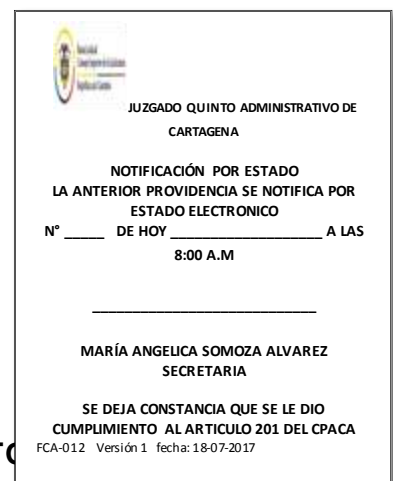 JUZGADO QUINTO ADMINISTRATIVO DE
CARTAGENA
NOTIFICACIÓN POR ESTADO
LA ANTERIOR PROVIDENCIA SE NOTIFICA POR
ESTADO ELECTRONICO
N° _____ DE HOY ___________________ A LAS
8:00 A.M
____________________________
MARÍA ANGELICA SOMOZA ALVAREZ
SECRETARIA
SE DEJA CONSTANCIA QUE SE LE DIO
CUMPLIMIENTO AL ARTICULO 201 DEL CPACA
FCA-012 Versión 1 fecha: 18-07-2017